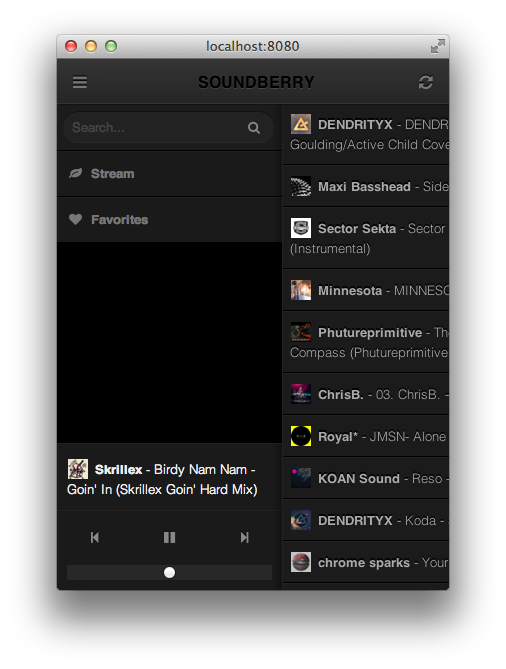 localhost:8080
SOUNDBERRY
Search...
Stream
Favorites
Skrillex - Birdy Nam Nam -
Goin' In (Skrillex Goin' Hard Mix)
DENDRITYX - DENDR
Goulding/Active Child Cove
Maxi Basshead - Side
Sector Sekta - Sector
(Instrumental)
Minnesota - MINNESO
Phutureprimitive - The
Compass (Phutureprimitive
ChrisB. - 03. ChrisB. -
Royal* - JMSN- Alone
KOAN Sound - Reso -
DENDRITYX - Koda -
chrome sparks - Your